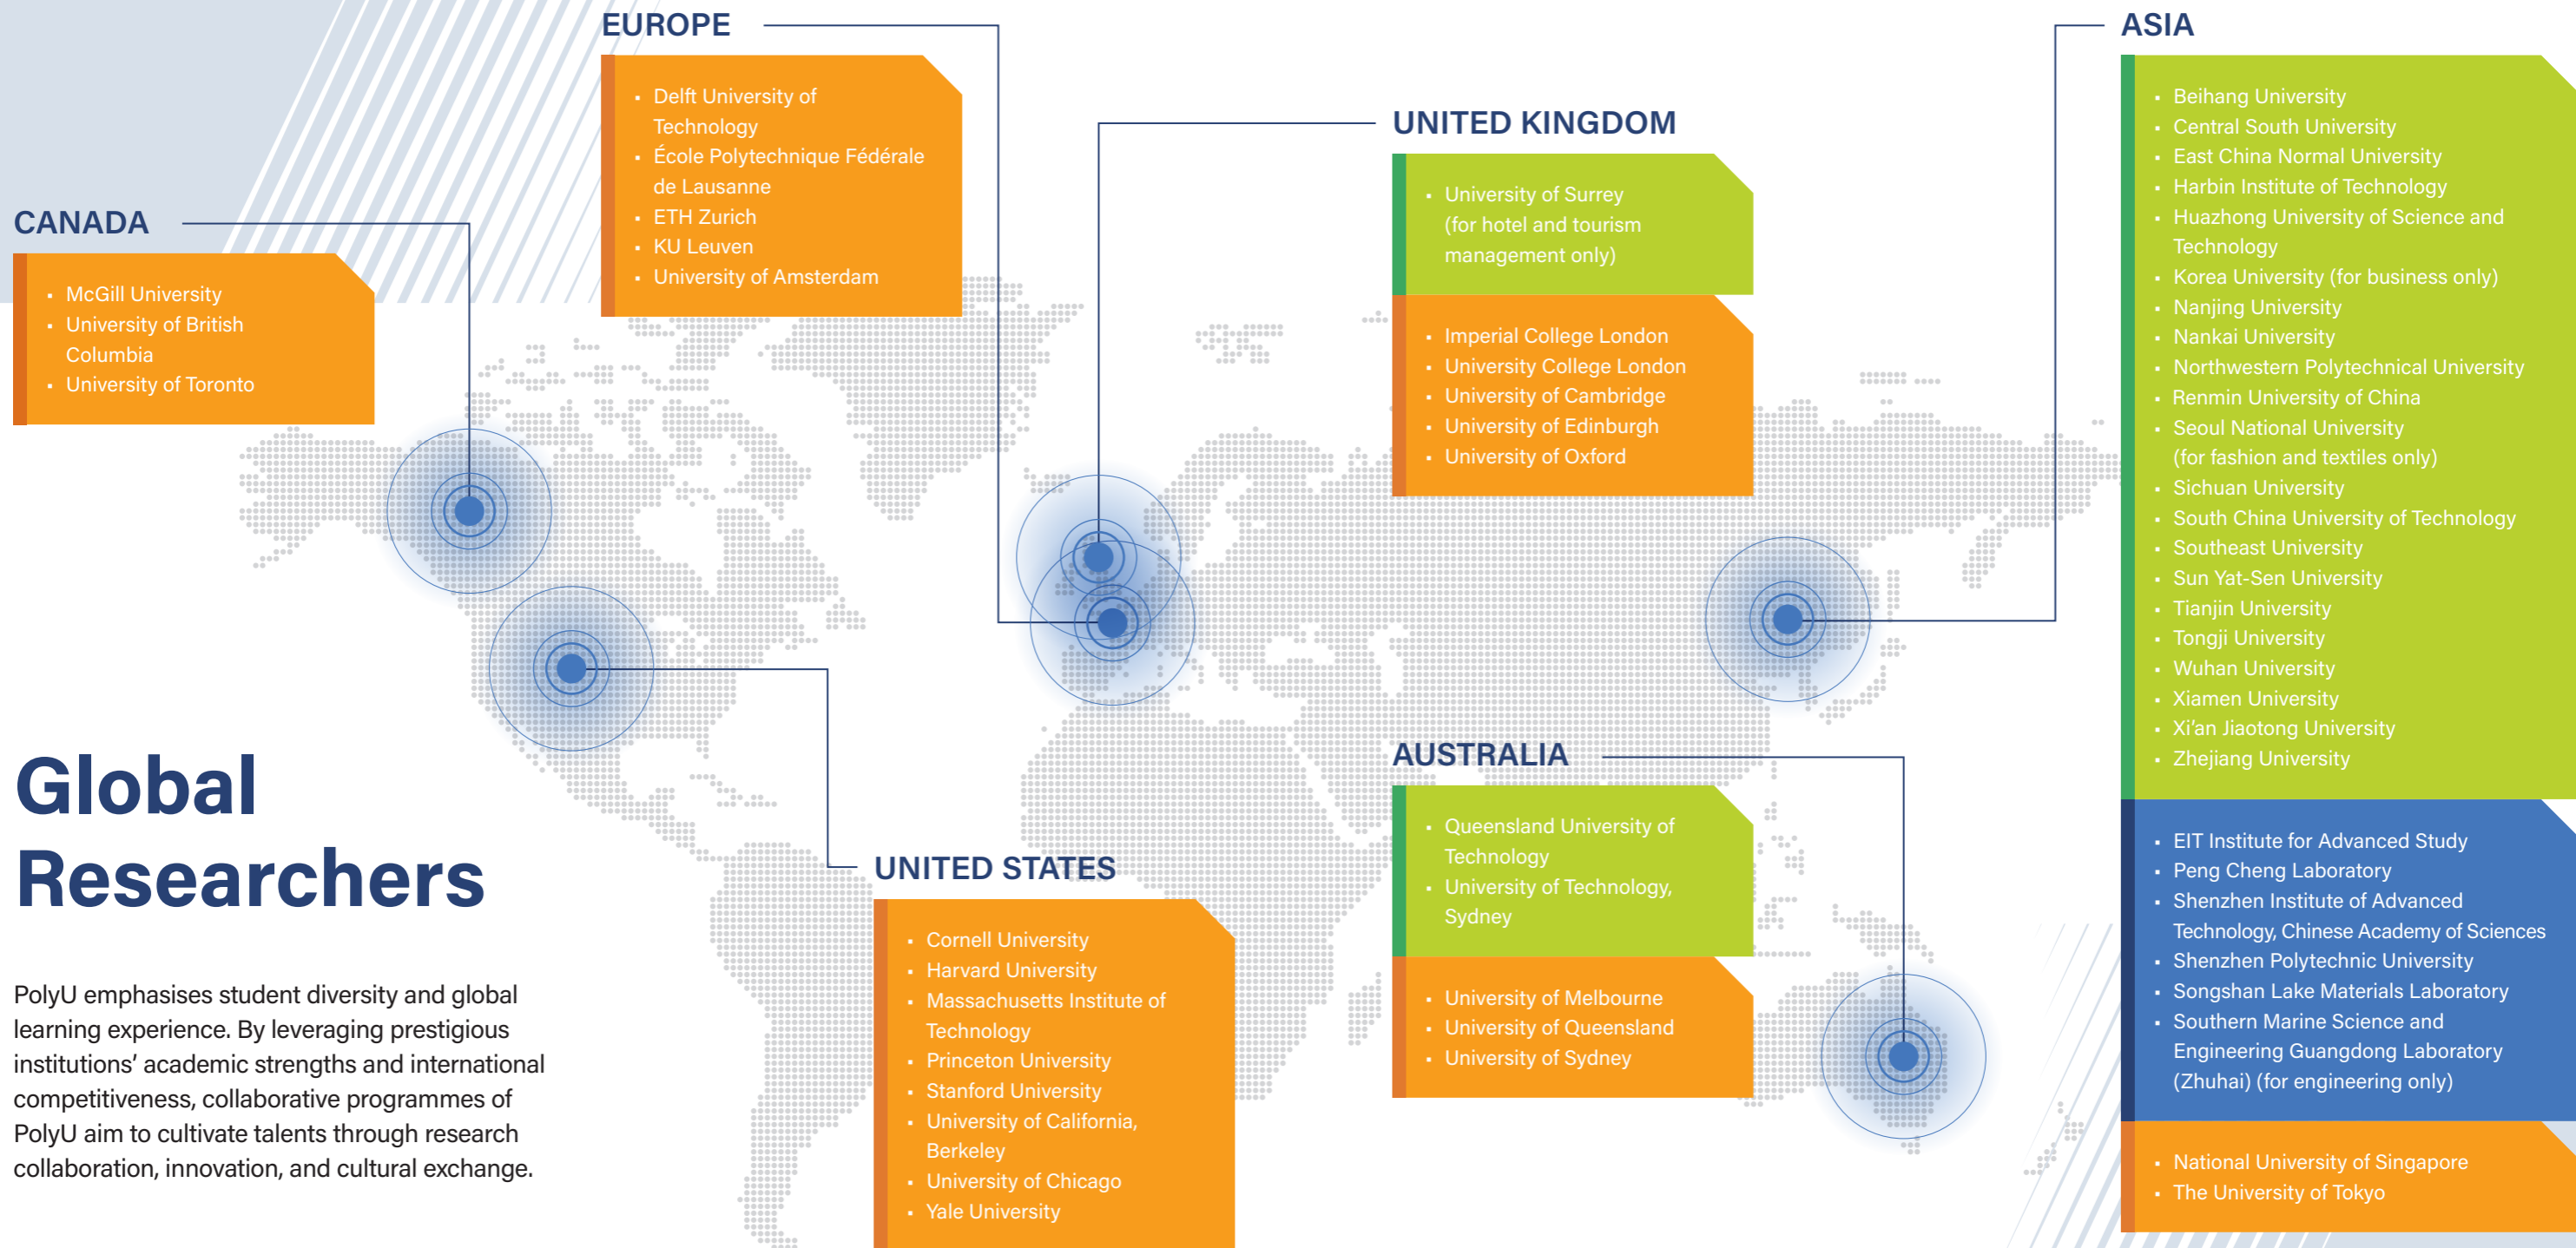 CANADA
▪ McGill University
▪ University of British
Columbia
▪ University of Toronto
EUROPE
▪ Delft University of
Technology
▪ École Polytechnique Fédérale
de Lausanne
▪ ETH Zurich
▪ KU Leuven
▪ University of Amsterdam
UNITED KINGDOM
▪ University of Surrey
(for hotel and tourism
management only)
▪ Imperial College London
▪ University College London
▪ University of Cambridge
▪ University of Edinburgh
▪ University of Oxford
ASIA
▪ Beihang University
▪ Central South University
▪ East China Normal University
▪ Harbin Institute of Technology
▪ Huazhong University of Science and
Technology
▪ Korea University (for business only)
▪ Nanjing University
▪ Nankai University
▪ Northwestern Polytechnical University
▪ Renmin University of China
▪ Seoul National University
(for fashion and textiles only)
▪ Sichuan University
▪ South China University of Technology
▪ Southeast University
▪ Sun Yat-Sen University
▪ Tianjin University
▪ Tongji University
▪ Wuhan University
▪ Xiamen University
▪ Xi’an Jiaotong University
▪ Zhejiang University
▪ EIT Institute for Advanced Study
▪ Peng Cheng Laboratory
▪ Shenzhen Institute of Advanced
Technology, Chinese Academy of Sciences
▪ Shenzhen Polytechnic University
▪ Songshan Lake Materials Laboratory
▪ Southern Marine Science and
Engineering Guangdong Laboratory
(Zhuhai) (for engineering only)
▪ National University of Singapore
▪ The University of Tokyo
AUSTRALIA
▪ Queensland University of
Technology
▪ University of Technology,
Sydney
▪ University of Melbourne
▪ University of Queensland
▪ University of Sydney
UNITED STATES
▪ Cornell University
▪ Harvard University
▪ Massachusetts Institute of
Technology
▪ Princeton University
▪ Stanford University
▪ University of California,
Berkeley
▪ University of Chicago
▪ Yale University
Global
Researchers
PolyU emphasises student diversity and global
learning experience. By leveraging prestigious
institutions’ academic strengths and international
competitiveness, collaborative programmes of
PolyU aim to cultivate talents through research
collaboration, innovation, and cultural exchange.